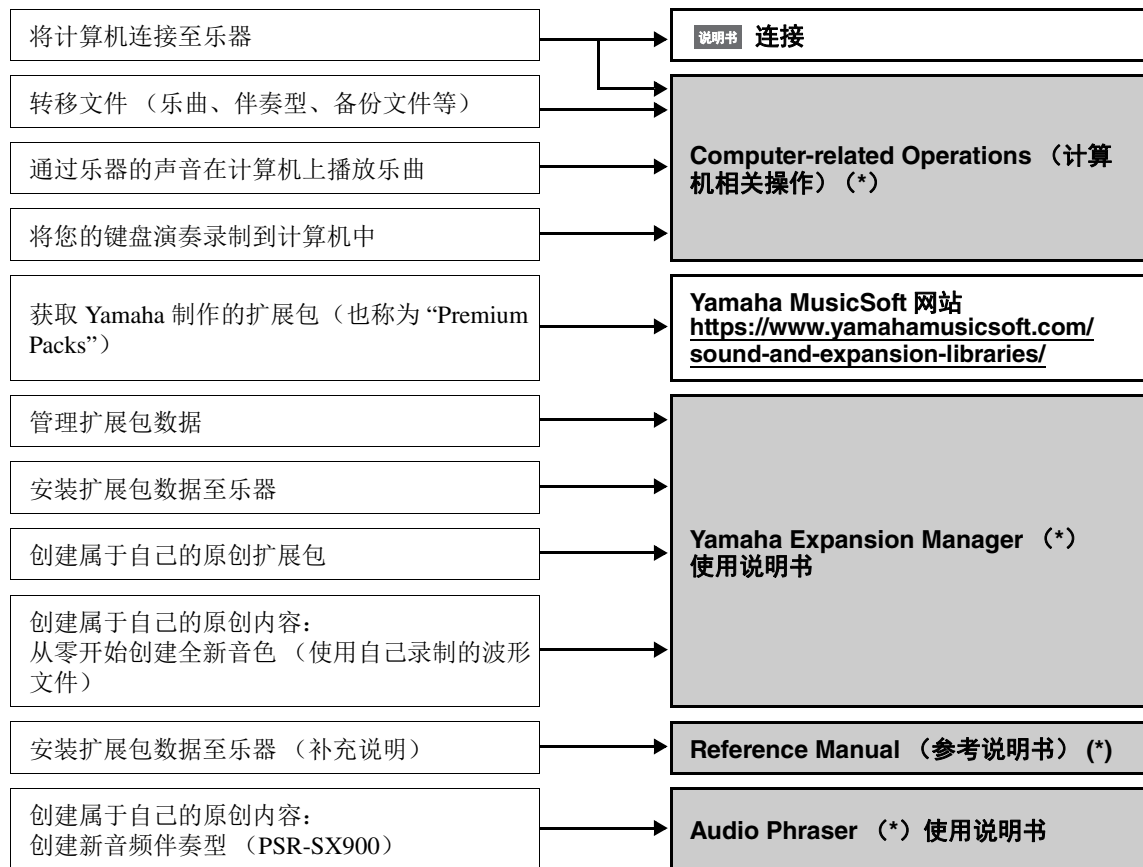 将计算机连接至乐器
说明书 连接
转移文件 （乐曲、伴奏型、备份文件等）
通过乐器的声音在计算机上播放乐曲
将您的键盘演奏录制到计算机中
Computer-related Operations （计算
机相关操作）（*）
获取 Yamaha 制作的扩展包（也称为 “Premium
Packs”）
Yamaha MusicSoft 网站
https://www.yamahamusicsoft.com/
sound-and-expansion-libraries/
管理扩展包数据
安装扩展包数据至乐器
创建属于自己的原创扩展包
创建属于自己的原创内容：
从零开始创建全新音色 （使用自己录制的波形
文件）
Yamaha Expansion Manager （*）
使用说明书
安装扩展包数据至乐器 （补充说明）
Reference Manual （参考说明书） (*)
创建属于自己的原创内容：
创建新音频伴奏型 （PSR-SX900）
Audio Phraser （*）使用说明书